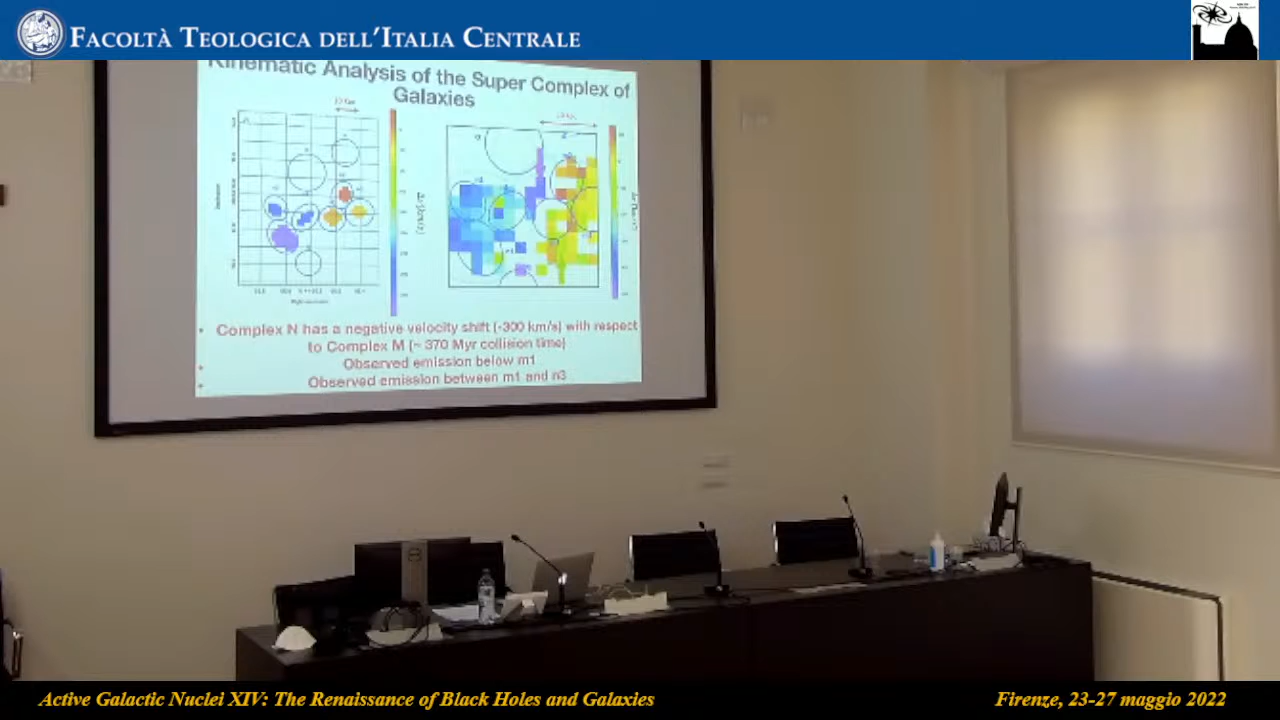 FACOLTÀ TEOLOGICA DELL'ITALIA CENTRALE
Kinematic Analysis of the Super Complex of
Galaxies
• Complex N has a negative velocity shift (-300 km/s) with respect
to Complex M (~ 370 Myr collision time)
• Observed emission below m1
• Observed emission between m1 and n3
Active Galactic Nuclei XIV: The Renaissance of Black Holes and Galaxies
Firenze, 23-27 maggio 2022